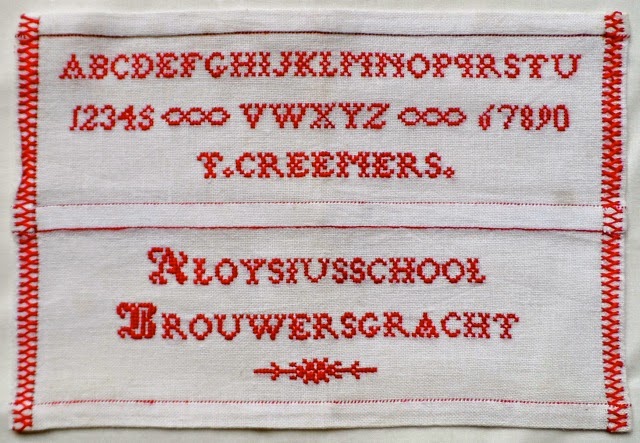 ABCDEFGHIJKLMNOPQRSTU
12345 VWXYZ 67890
T. CREEMERS.
ALOYSIUSSCHOOL
BROUWERSGRACHT